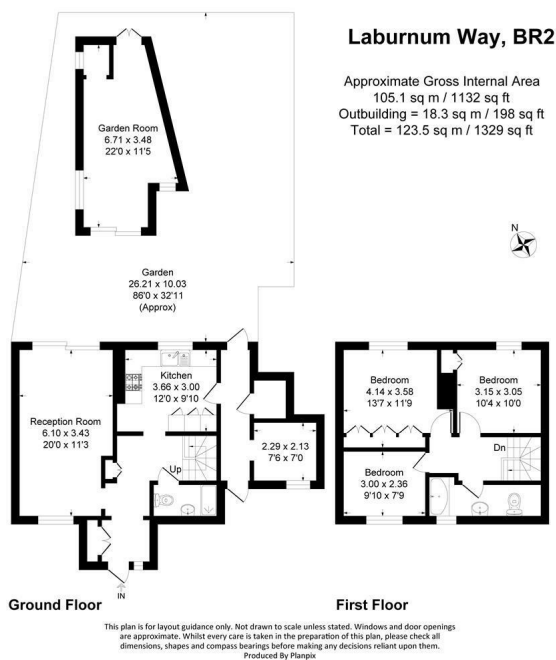 Laburnum Way, BR2
Approximate Gross Internal Area
105.1 sq m / 1132 sq ft
Outbuilding = 18.3 sq m / 198 sq ft
Total = 123.5 sq m / 1329 sq ft
N
Garden Room
6.71 x 3.48
22'0 x 11'5
Garden
26.21 x 10.03
86'0 x 32'11
(Approx)
Kitchen
3.66 x 3.00
12'0 x 9'10
Reception Room
6.10 x 3.43
20'0 x 11'3
2.29 x 2.13
7'6 x 7'0
Up
IN
Bedroom
4.14 x 3.58
13'7 x 11'9
Bedroom
3.15 x 3.05
10'4 x 10'0
Bedroom
3.00 x 2.36
9'10 x 7'9
Dn
Ground Floor
First Floor
This plan is for layout guidance only. Not drawn to scale unless stated. Windows and door openings
are approximate. Whilst every care is taken in the preparation of this plan, please check all
dimensions, shapes and compass bearings before making any decisions reliant upon them.
Produced By Planpix